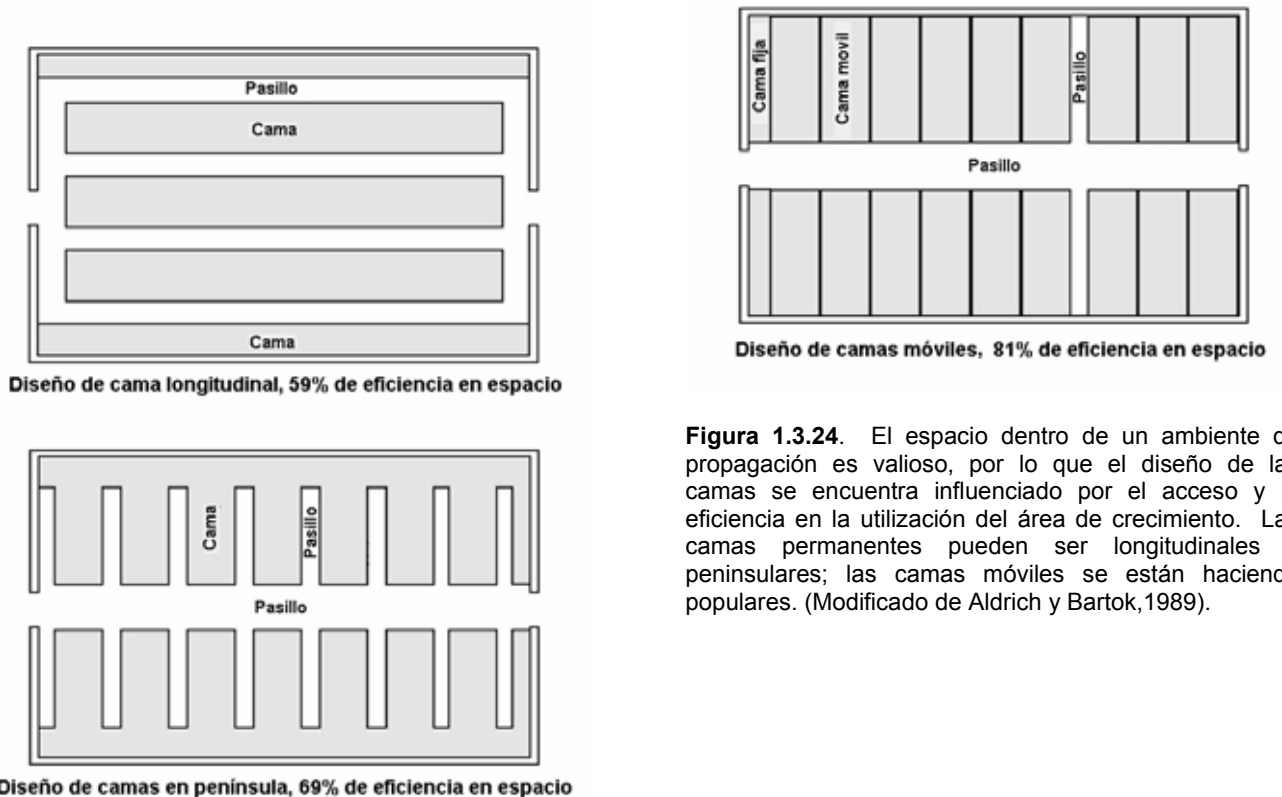 Pasillo
Cama
Cama
Diseño de cama longitudinal, 59% de eficiencia en espacio
Cama
Pasillo
Pasillo
Diseño de camas en península, 69% de eficiencia en espacio
Cama fija
Cama movil
Pasillo
Pasillo
Diseño de camas móviles, 81% de eficiencia en espacio
Figura 1.3.24. El espacio dentro de un ambiente d
propagación es valioso, por lo que el diseño de la
camas se encuentra influenciado por el acceso y
eficiencia en la utilización del área de crecimiento. La
camas permanentes pueden ser longitudinales
peninsulares; las camas móviles se están haciend
populares. (Modificado de Aldrich y Bartok,1989).